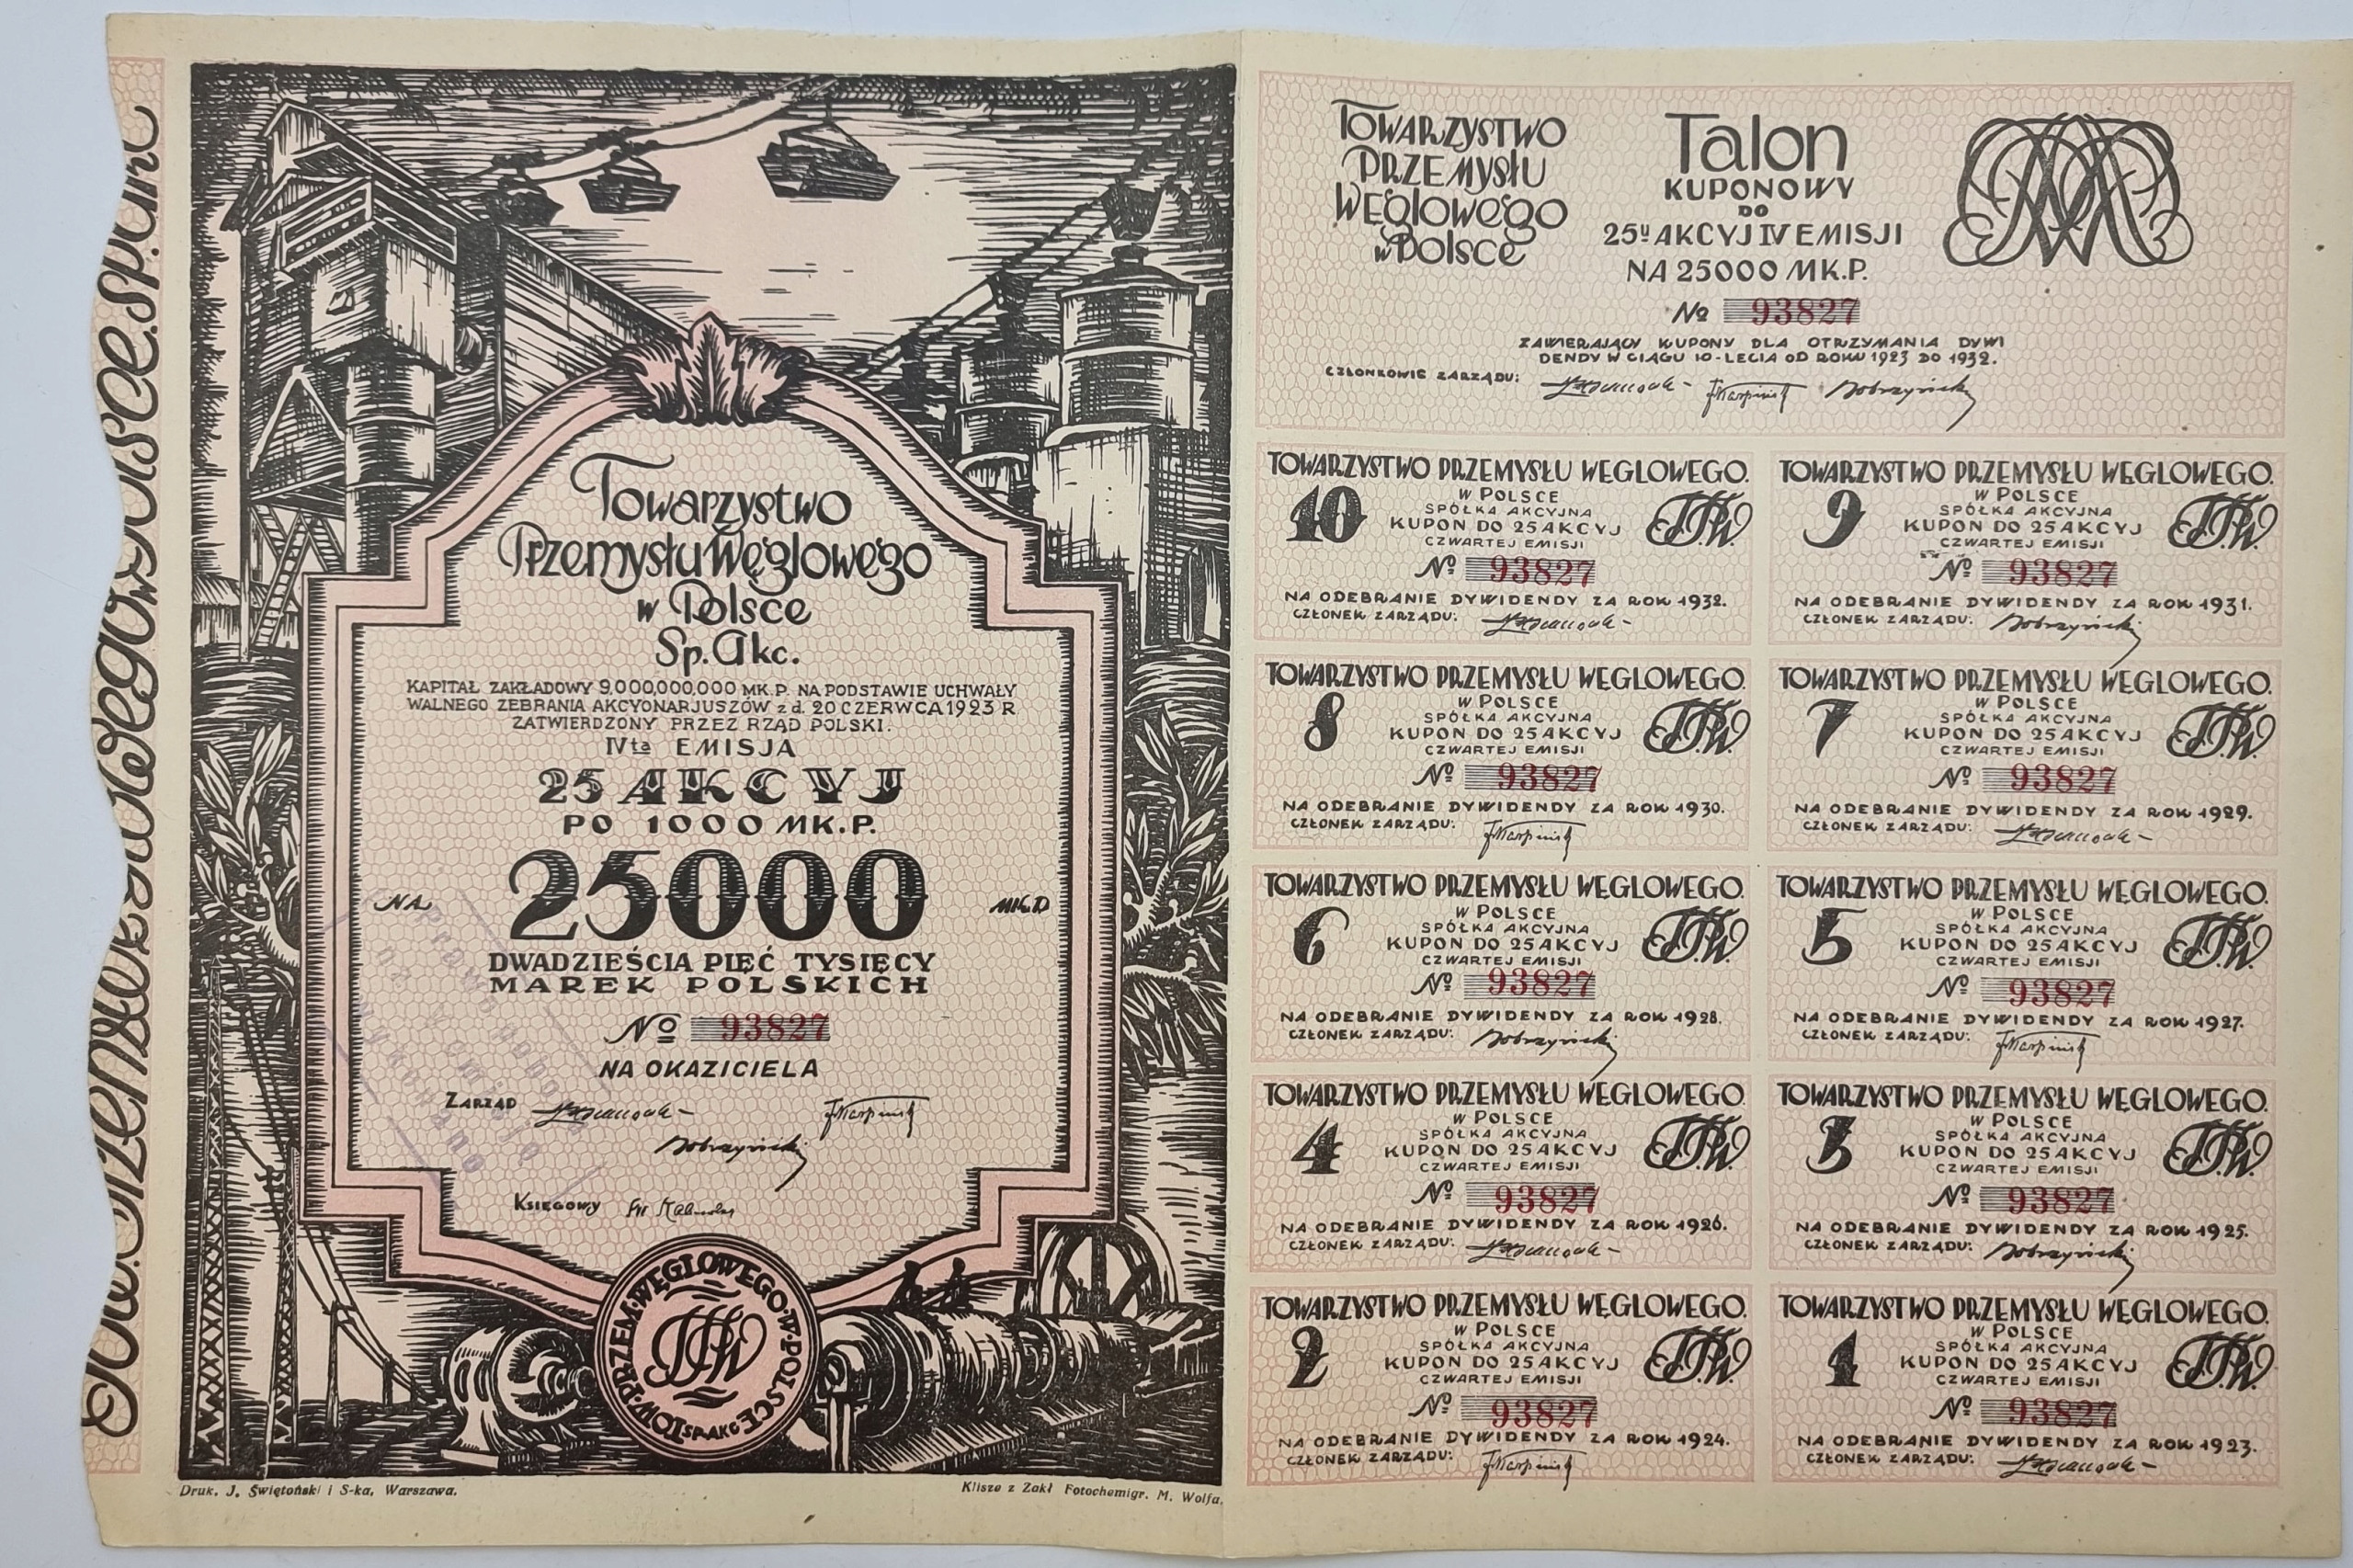 Towarzystwo
Przemysłu Węglowego
w Polsce
Sp. Akc.
KAPITAŁ ZAKŁADOWY 9,000,000,000 MK.P. NA PODSTAWIE UCHWAŁY
WALNEGO ZEBRANIA AKCYONARJUSZÓW z d. 20 CZERWCA 1923 R
ZATWIERDZONY PRZEZ RZĄD POLSKI.
IVta EMISJA
25 AKCYJ
PO 1000 MK.P.
NA 25000 MK.P
DWADZIEŚCIA PIĘĆ TYSIĘCY
MAREK POLSKICH
No 93827
NA OKAZICIELA
ZARZĄD
Karpiński
Dobrzyński
KSIĘGOWY
prawo poboru
na V emisję
wykonano
TOW·PRZEM·WĘGLOWEGO·W·POLSCE
SP.AKC
TPW
Druk. J. Świętoński i S-ka, Warszawa.
Klisze z Zakł Fotochemigr. M. Wolfa.
TOWARZYSTWO
PRZEMYSŁU
WĘGLOWEGO
w POLSCE
Talon
KUPONOWY
DO
25u AKCYJ IV EMISJI
NA 25000 MK.P.
No 93827
ZAWIERAJĄCY KUPONY DLA OTRZYMANIA DYWI
DENDY W CIĄGU 10-LECIA OD ROKU 1923 DO 1932.
CZŁONKOWIE ZARZĄDU:
Karpiński Dobrzyński
TOWARZYSTWO PRZEMYSŁU WĘGLOWEGO.
W POLSCE
10 SPÓŁKA AKCYJNA
KUPON DO 25 AKCYJ
CZWARTEJ EMISJI
No 93827
NA ODEBRANIE DYWIDENDY ZA ROK 1932.
CZŁONEK ZARZĄDU:
TOWARZYSTWO PRZEMYSŁU WĘGLOWEGO.
W POLSCE
9 SPÓŁKA AKCYJNA
KUPON DO 25 AKCYJ
CZWARTEJ EMISJI
No 93827
NA ODEBRANIE DYWIDENDY ZA ROK 1931.
CZŁONEK ZARZĄDU: Dobrzyński
TOWARZYSTWO PRZEMYSŁU WĘGLOWEGO.
W POLSCE
8 SPÓŁKA AKCYJNA
KUPON DO 25 AKCYJ
CZWARTEJ EMISJI
No 93827
NA ODEBRANIE DYWIDENDY ZA ROK 1930.
CZŁONEK ZARZĄDU: Karpiński
TOWARZYSTWO PRZEMYSŁU WĘGLOWEGO.
W POLSCE
7 SPÓŁKA AKCYJNA
KUPON DO 25 AKCYJ
CZWARTEJ EMISJI
No 93827
NA ODEBRANIE DYWIDENDY ZA ROK 1929.
CZŁONEK ZARZĄDU:
TOWARZYSTWO PRZEMYSŁU WĘGLOWEGO.
W POLSCE
6 SPÓŁKA AKCYJNA
KUPON DO 25 AKCYJ
CZWARTEJ EMISJI
No 93827
NA ODEBRANIE DYWIDENDY ZA ROK 1928.
CZŁONEK ZARZĄDU: Dobrzyński
TOWARZYSTWO PRZEMYSŁU WĘGLOWEGO.
W POLSCE
5 SPÓŁKA AKCYJNA
KUPON DO 25 AKCYJ
CZWARTEJ EMISJI
No 93827
NA ODEBRANIE DYWIDENDY ZA ROK 1927.
CZŁONEK ZARZĄDU: Karpiński
TOWARZYSTWO PRZEMYSŁU WĘGLOWEGO.
W POLSCE
4 SPÓŁKA AKCYJNA
KUPON DO 25 AKCYJ
CZWARTEJ EMISJI
No 93827
NA ODEBRANIE DYWIDENDY ZA ROK 1926.
CZŁONEK ZARZĄDU:
TOWARZYSTWO PRZEMYSŁU WĘGLOWEGO.
W POLSCE
3 SPÓŁKA AKCYJNA
KUPON DO 25 AKCYJ
CZWARTEJ EMISJI
No 93827
NA ODEBRANIE DYWIDENDY ZA ROK 1925.
CZŁONEK ZARZĄDU: Dobrzyński
TOWARZYSTWO PRZEMYSŁU WĘGLOWEGO.
W POLSCE
2 SPÓŁKA AKCYJNA
KUPON DO 25 AKCYJ
CZWARTEJ EMISJI
No 93827
NA ODEBRANIE DYWIDENDY ZA ROK 1924.
CZŁONEK ZARZĄDU: Karpiński
TOWARZYSTWO PRZEMYSŁU WĘGLOWEGO.
W POLSCE
1 SPÓŁKA AKCYJNA
KUPON DO 25 AKCYJ
CZWARTEJ EMISJI
No 93827
NA ODEBRANIE DYWIDENDY ZA ROK 1923.
CZŁONEK ZARZĄDU: